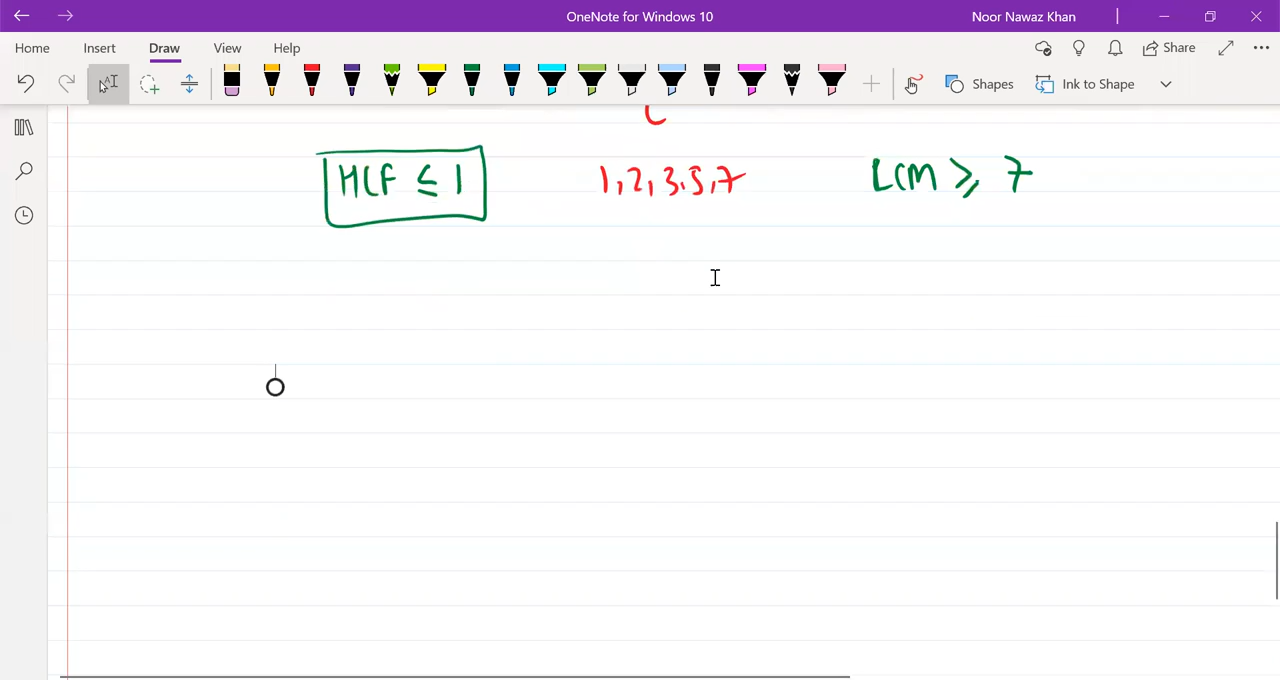 OneNote for Windows 10
Noor Nawaz Khan
Home Insert Draw View Help
Share
Shapes
Ink to Shape
HCF ≤ 1
1,2,3,5,7
LCM ≥ 7